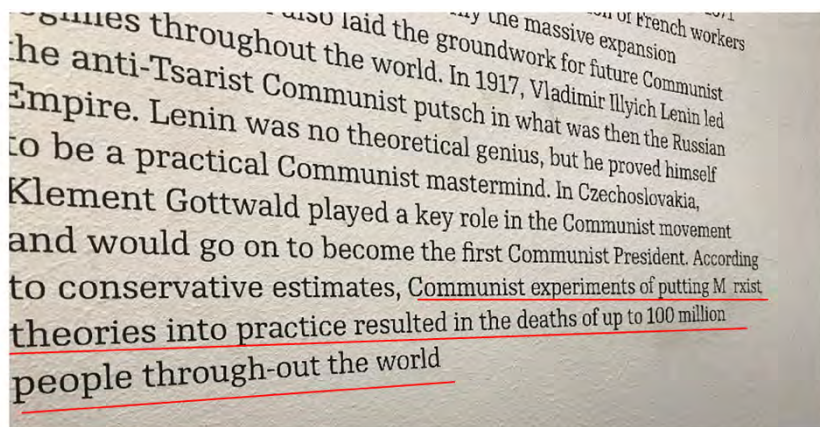 of French workers
the massive expansion
also laid the groundwork for future Communist
regimes throughout the world. In 1917, Vladimir Illyich Lenin led
the anti-Tsarist Communist putsch in what was then the Russian
Empire. Lenin was no theoretical genius, but he proved himself
to be a practical Communist mastermind. In Czechoslovakia,
Klement Gottwald played a key role in the Communist movement
and would go on to become the first Communist President. According
to conservative estimates, Communist experiments of putting M rxist
theories into practice resulted in the deaths of up to 100 million
people through-out the world